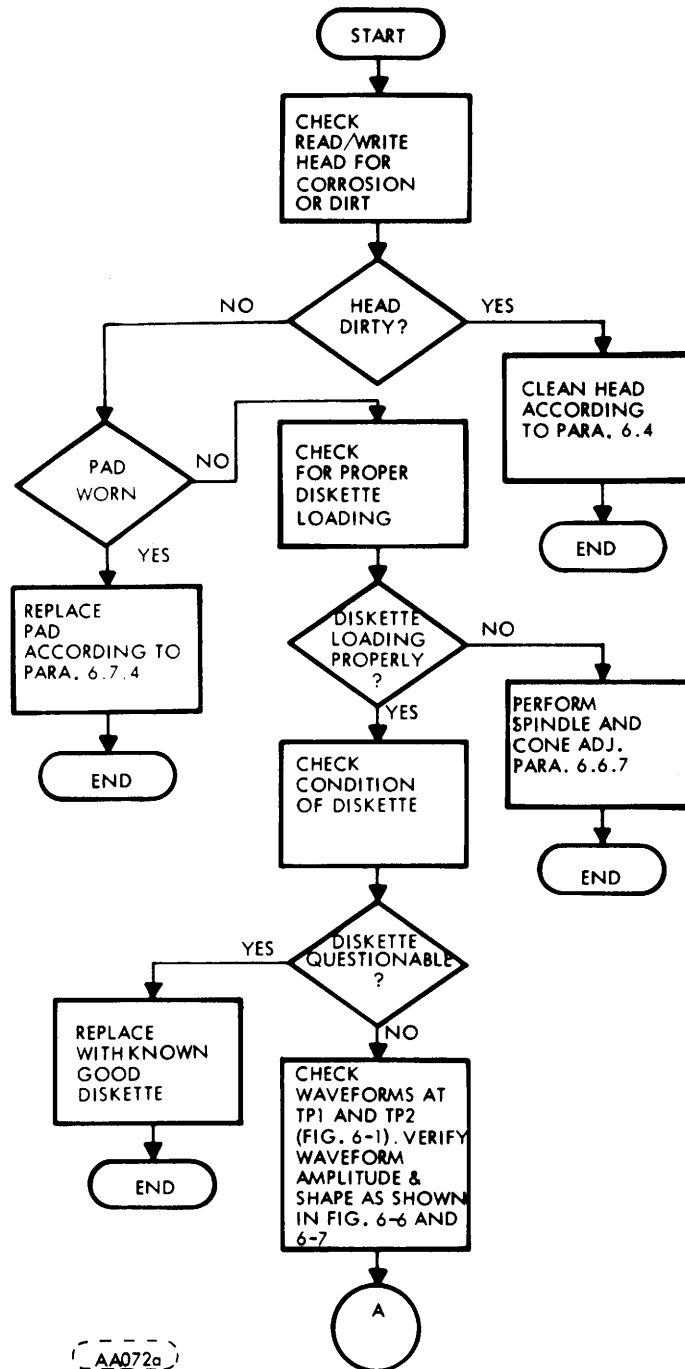 START
CHECK
READ/WRITE
HEAD FOR
CORROSION
OR DIRT
NO
HEAD
DIRTY?
YES
CLEAN HEAD
ACCORDING
TO PARA. 6.4
END
PAD
WORN
NO
CHECK
FOR PROPER
DISKETTE
LOADING
YES
REPLACE
PAD
ACCORDING TO
PARA. 6.7.4
END
DISKETTE
LOADING
PROPERLY
?
NO
YES
PERFORM
SPINDLE AND
CONE ADJ.
PARA. 6.6.7
END
CHECK
CONDITION
OF DISKETTE
YES
DISKETTE
QUESTIONABLE
?
NO
REPLACE
WITH KNOWN
GOOD
DISKETTE
END
CHECK
WAVEFORMS AT
TP1 AND TP2
(FIG. 6-1). VERIFY
WAVEFORM
AMPLITUDE &
SHAPE AS SHOWN
IN FIG. 6-6 AND
6-7
A
AA072a